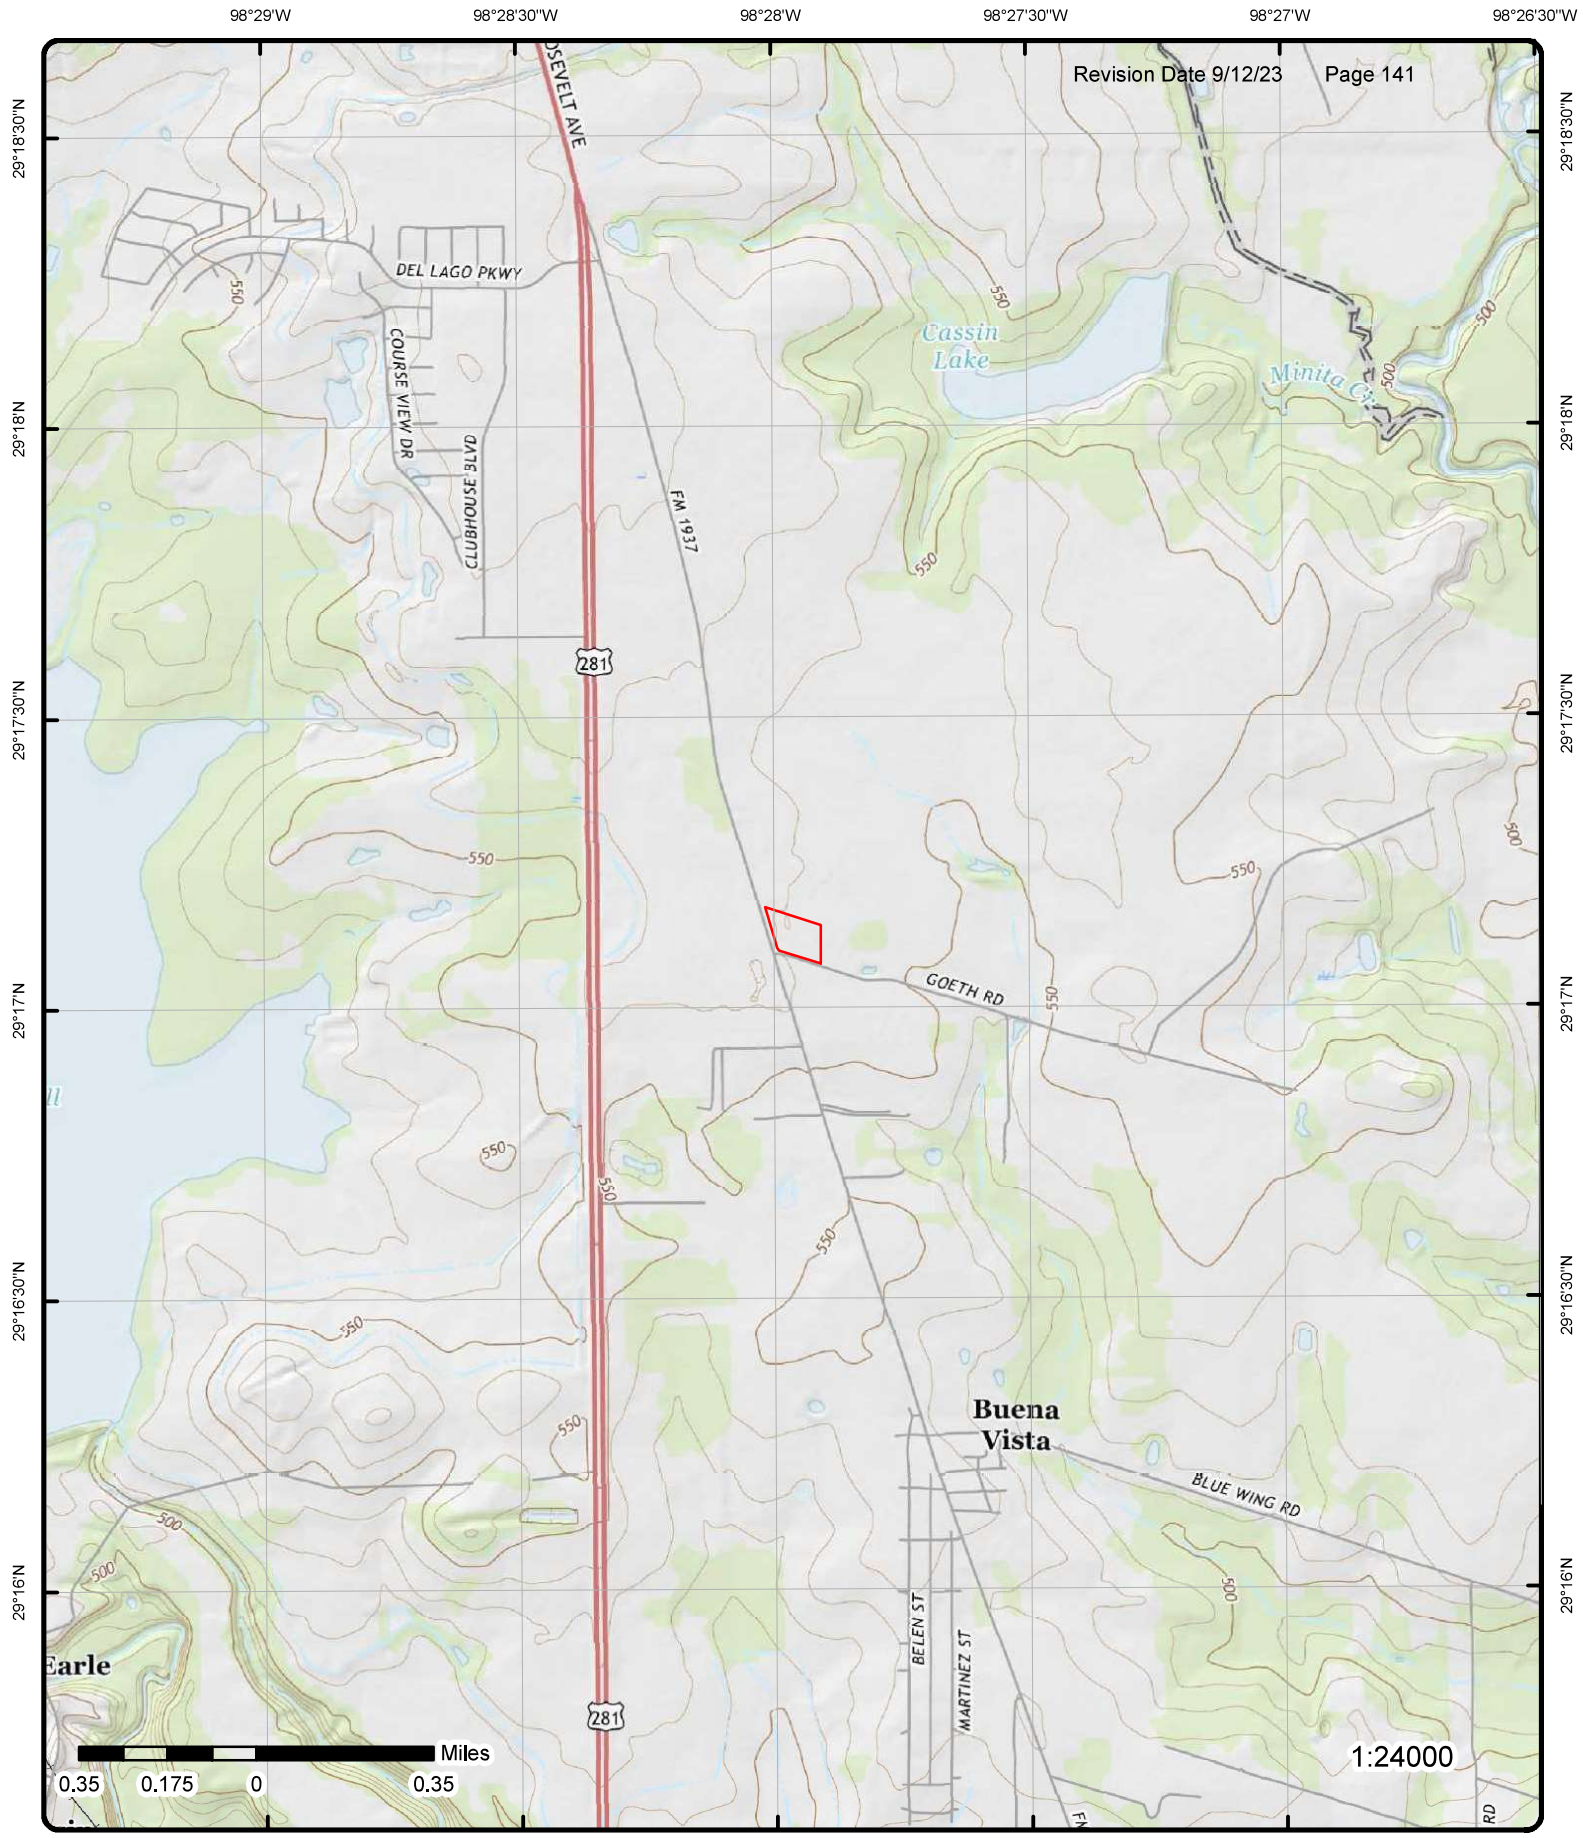 98°29'W 98°28'30"W 98°28'W 98°27'30"W 98°27'W 98°26'30"W
Revision Date 9/12/23 Page 141
OSEVELT AVE
29°18'30"N 29°18'30"N
DEL LAGO PKWY
550
550
500
Cassin
Lake
Minita Cr
500
COURSE VIEW DR
29°18'N 29°18'N
CLUBHOUSE BLVD
FM 1937
550
281
29°17'30"N 29°17'30"N
500
550
550
GOETH RD
550
29°17'N 29°17'N
ll
550
550
550
29°16'30"N 29°16'30"N
550
Buena
Vista
550
BLUE WING RD
500
500
500
29°16'N 29°16'N
BELEN ST
MARTINEZ ST
Earle
281
Miles
0.35 0.175 0 0.35
1:24000
RD